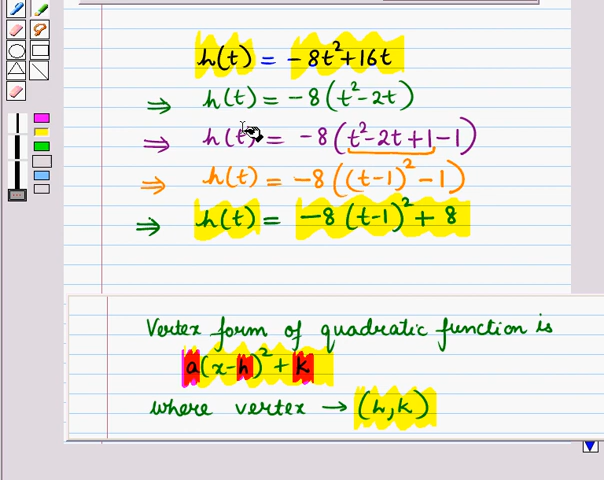 h(t) = -8t²+16t
⇒ h(t) = -8(t²-2t)
⇒ h(t) = -8(t²-2t+1-1)
⇒ h(t) = -8((t-1)²-1)
⇒ h(t) = -8(t-1)²+8
Vertex form of quadratic function is
a(x-h)²+k
where vertex → (h,k)